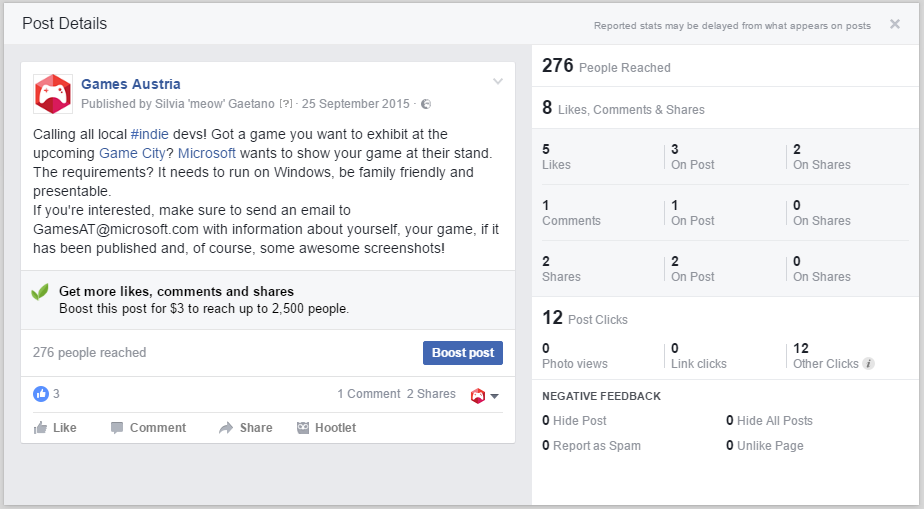 Post Details
Reported stats may be delayed from what appears on posts
Games Austria
Published by Silvia 'meow' Gaetano [?] · 25 September 2015 ·
Calling all local #indie devs! Got a game you want to exhibit at the
upcoming Game City? Microsoft wants to show your game at their stand.
The requirements? It needs to run on Windows, be family friendly and
presentable.
If you're interested, make sure to send an email to
GamesAT@microsoft.com with information about yourself, your game, if it
has been published and, of course, some awesome screenshots!
Get more likes, comments and shares
Boost this post for $3 to reach up to 2,500 people.
276 people reached
Boost post
3
1 Comment 2 Shares
Like Comment Share Hootlet
276 People Reached
8 Likes, Comments & Shares
5 3 2
Likes On Post On Shares
1 1 0
Comments On Post On Shares
2 2 0
Shares On Post On Shares
12 Post Clicks
0 0 12
Photo views Link clicks Other Clicks i
NEGATIVE FEEDBACK
0 Hide Post 0 Hide All Posts
0 Report as Spam 0 Unlike Page